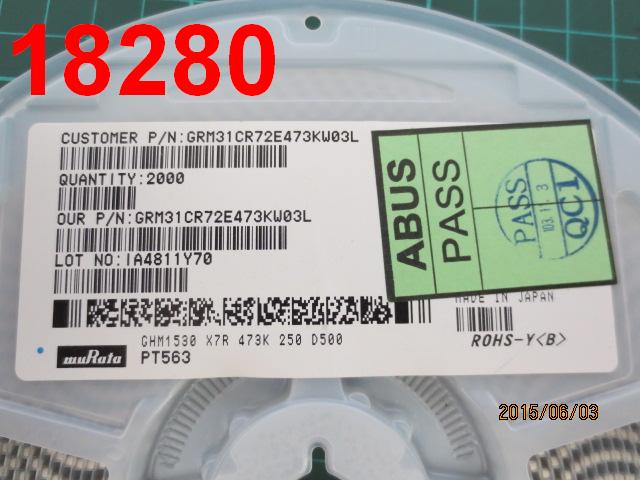 18280
CUSTOMER P/N:GRM31CR72E473KW03L
QUANTITY:2000
OUR P/N:GRM31CR72E473KW03L
LOT NO:IA4811Y70
ABUS
PASS
PASS
QC1
MADE IN JAPAN
GHM1530 X7R 473K 250 D500
ROHS-Y<B>
muRata
PT563
2015/06/03